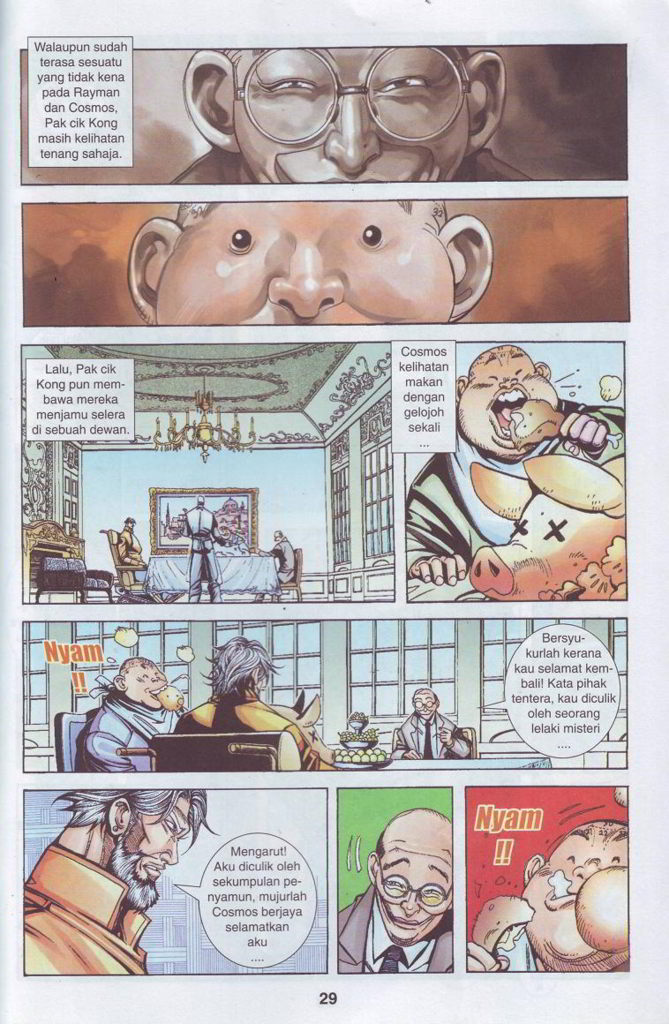 Walaupun sudah
terasa sesuatu
yang tidak kena
pada Rayman
dan Cosmos,
Pak cik Kong
masih kelihatan
tenang sahaja.
32
Lalu, Pak cik
Kong pun mem-
bawa mereka
menjamu selera
di sebuah dewan.
Cosmos
kelihatan
makan
dengan
gelojoh
sekali
...
Nyam
!!
Bersyu-
kurlah kerana
kau selamat kem-
bali! Kata pihak
tentera, kau diculik
oleh seorang
lelaki misteri
....
Mengarut!
Aku diculik oleh
sekumpulan pe-
nyamun, mujurlah
Cosmos berjaya
selamatkan
aku
....
Nyam
!!
29